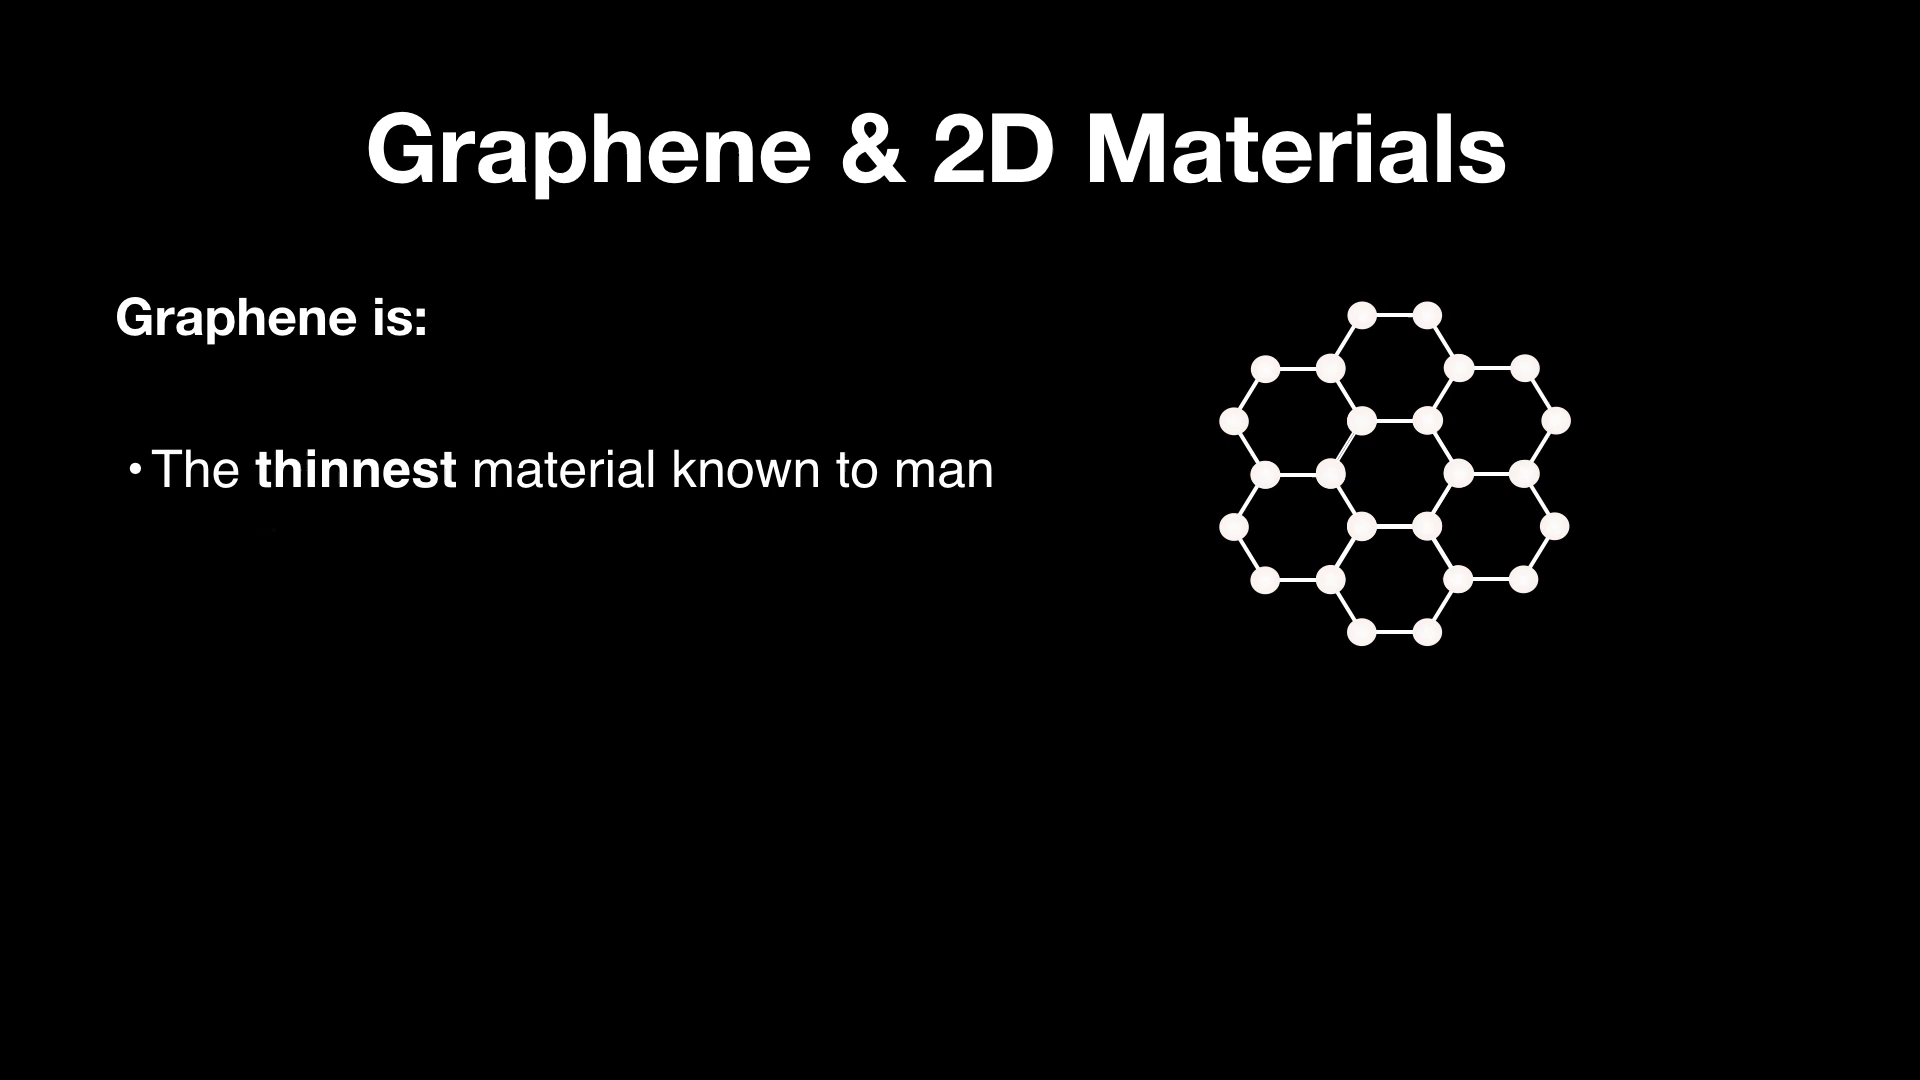 Graphene & 2D Materials
Graphene is:
• The thinnest material known to man